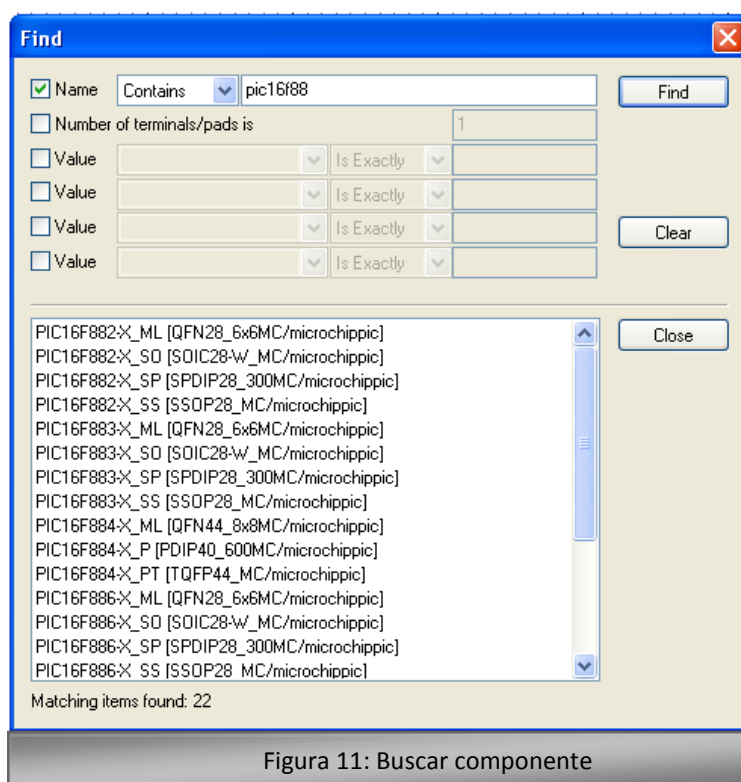 Find
Name Contains pic16f88 Find
Number of terminals/pads is 1
Value Is Exactly
Value Is Exactly
Value Is Exactly Clear
Value Is Exactly
PIC16F882-X_ML [QFN28_6x6MC/microchippic] Close
PIC16F882-X_SO [SOIC28-W_MC/microchippic]
PIC16F882-X_SP [SPDIP28_300MC/microchippic]
PIC16F882-X_SS [SSOP28_MC/microchippic]
PIC16F883-X_ML [QFN28_6x6MC/microchippic]
PIC16F883-X_SO [SOIC28-W_MC/microchippic]
PIC16F883-X_SP [SPDIP28_300MC/microchippic]
PIC16F883-X_SS [SSOP28_MC/microchippic]
PIC16F884-X_ML [QFN44_8x8MC/microchippic]
PIC16F884-X_P [PDIP40_600MC/microchippic]
PIC16F884-X_PT [TQFP44_MC/microchippic]
PIC16F886-X_ML [QFN28_6x6MC/microchippic]
PIC16F886-X_SO [SOIC28-W_MC/microchippic]
PIC16F886-X_SP [SPDIP28_300MC/microchippic]
PIC16F886-X_SS [SSOP28_MC/microchippic]
Matching items found: 22
Figura 11: Buscar componente